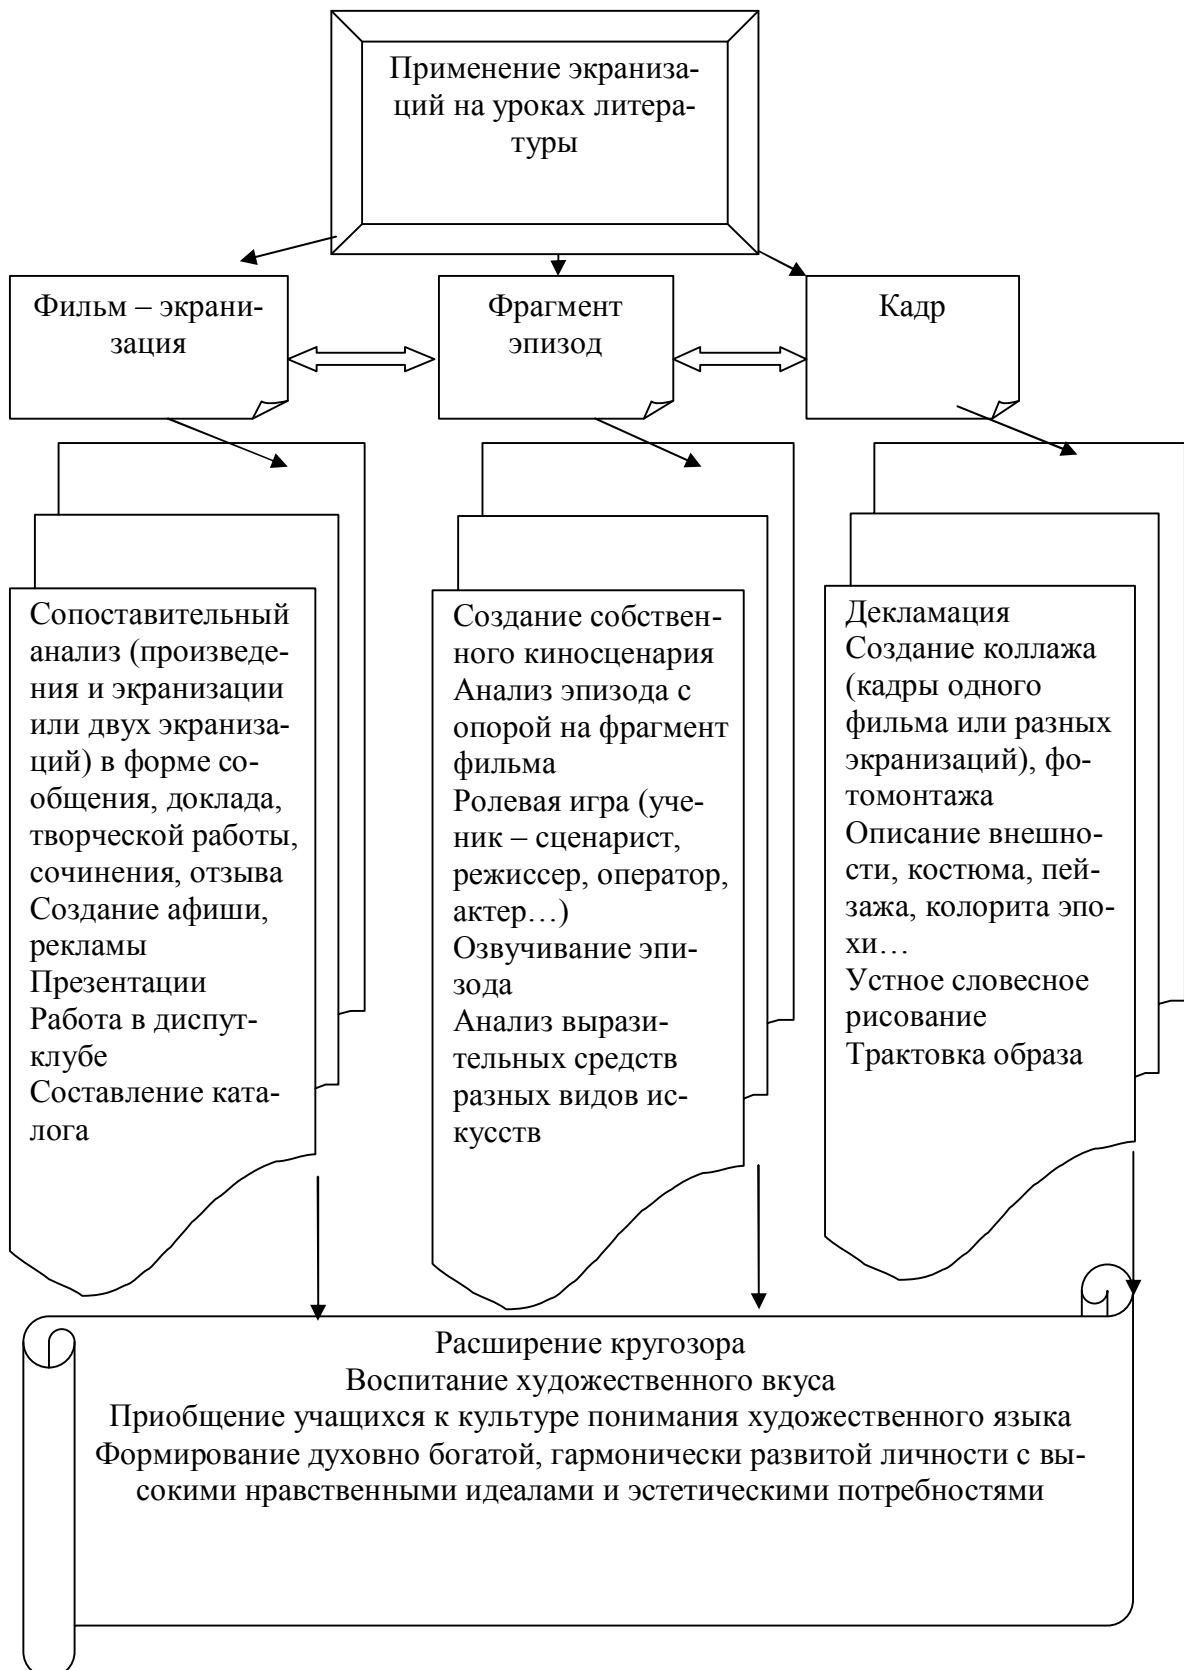 Применение экраниза-
ций на уроках литера-
туры
Фильм – экрани-
зация
Фрагмент
эпизод
Кадр
Сопоставительный
анализ (произведе-
ния и экранизации
или двух экраниза-
ций) в форме со-
общения, доклада,
творческой работы,
сочинения, отзыва
Создание афиши,
рекламы
Презентации
Работа в диспут-
клубе
Составление ката-
лога
Создание собствен-
ного киносценария
Анализ эпизода с
опорой на фрагмент
фильма
Ролевая игра (уче-
ник – сценарист,
режиссер, оператор,
актер…)
Озвучивание эпи-
зода
Анализ вырази-
тельных средств
разных видов ис-
кусств
Декламация
Создание коллажа
(кадры одного
фильма или разных
экранизаций), фо-
томонтажа
Описание внешно-
сти, костюма, пей-
зажа, колорита эпо-
хи…
Устное словесное
рисование
Трактовка образа
Расширение кругозора
Воспитание художественного вкуса
Приобщение учащихся к культуре понимания художественного языка
Формирование духовно богатой, гармонически развитой личности с вы-
сокими нравственными идеалами и эстетическими потребностями